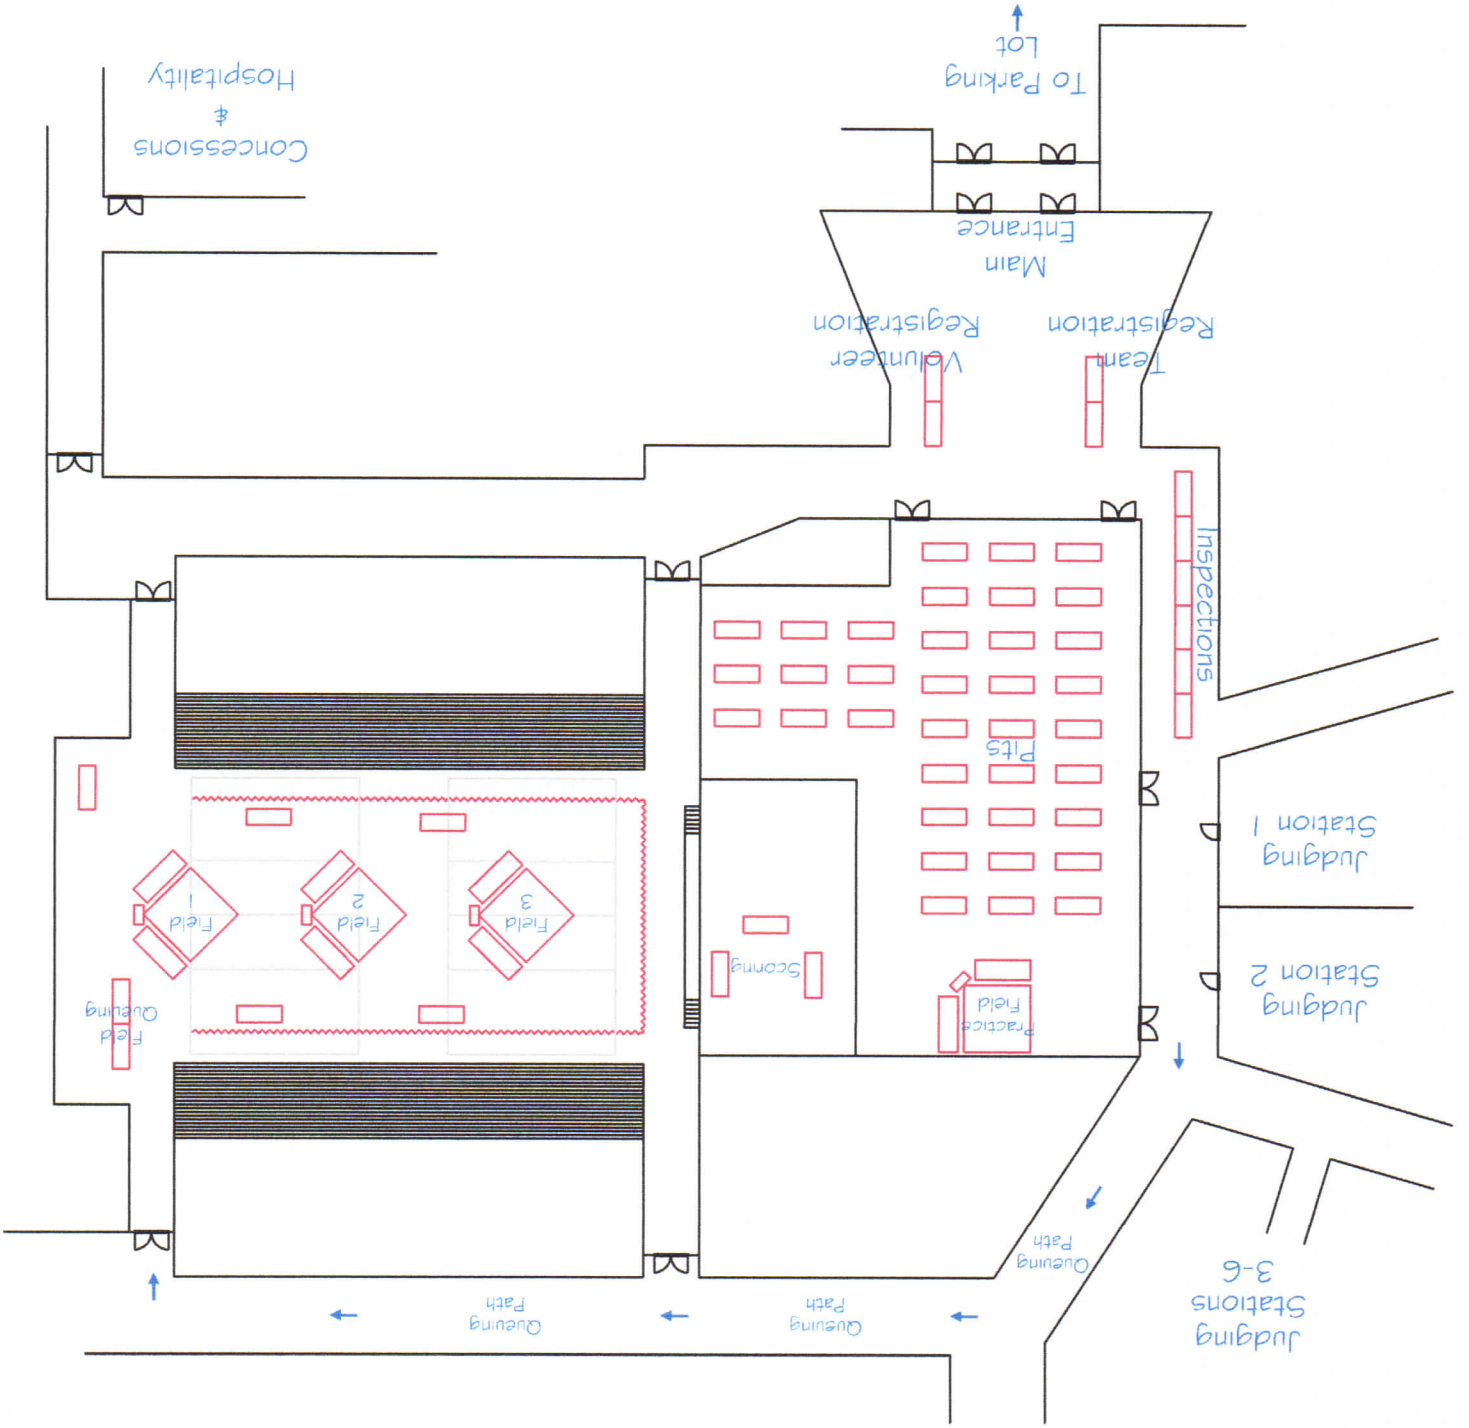 Judging
Stations
3-6
Queuing
Path
Queuing
Path
Queuing
Path
Judging
Station 2
Practice
Field
Scoring
Field
Queuing
Field
3
Field
2
Field
1
Judging
Station 1
Pits
Inspections
Team
Registration
Volunteer
Registration
Main
Entrance
Concessions
&
Hospitality
To Parking
Lot